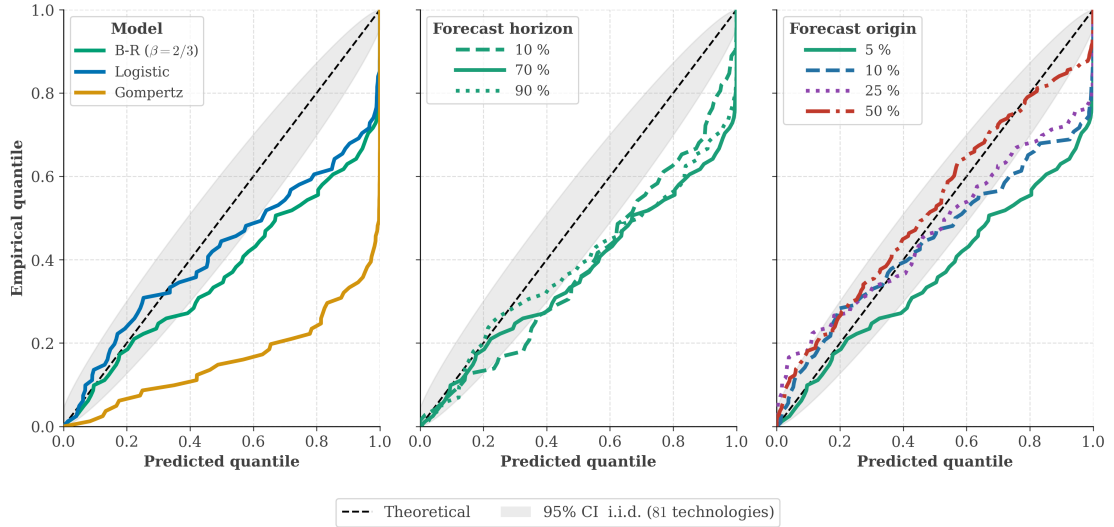 Model
B-R (β = 2/3)
Logistic
Gompertz
Forecast horizon
10 %
70 %
90 %
Forecast origin
5 %
10 %
25 %
50 %
Empirical quantile
1.0
0.8
0.6
0.4
0.2
0.0
0.0 0.2 0.4 0.6 0.8 1.0
0.0 0.2 0.4 0.6 0.8 1.0
0.0 0.2 0.4 0.6 0.8 1.0
Predicted quantile
Predicted quantile
Predicted quantile
Theoretical
95% CI i.i.d. (81 technologies)